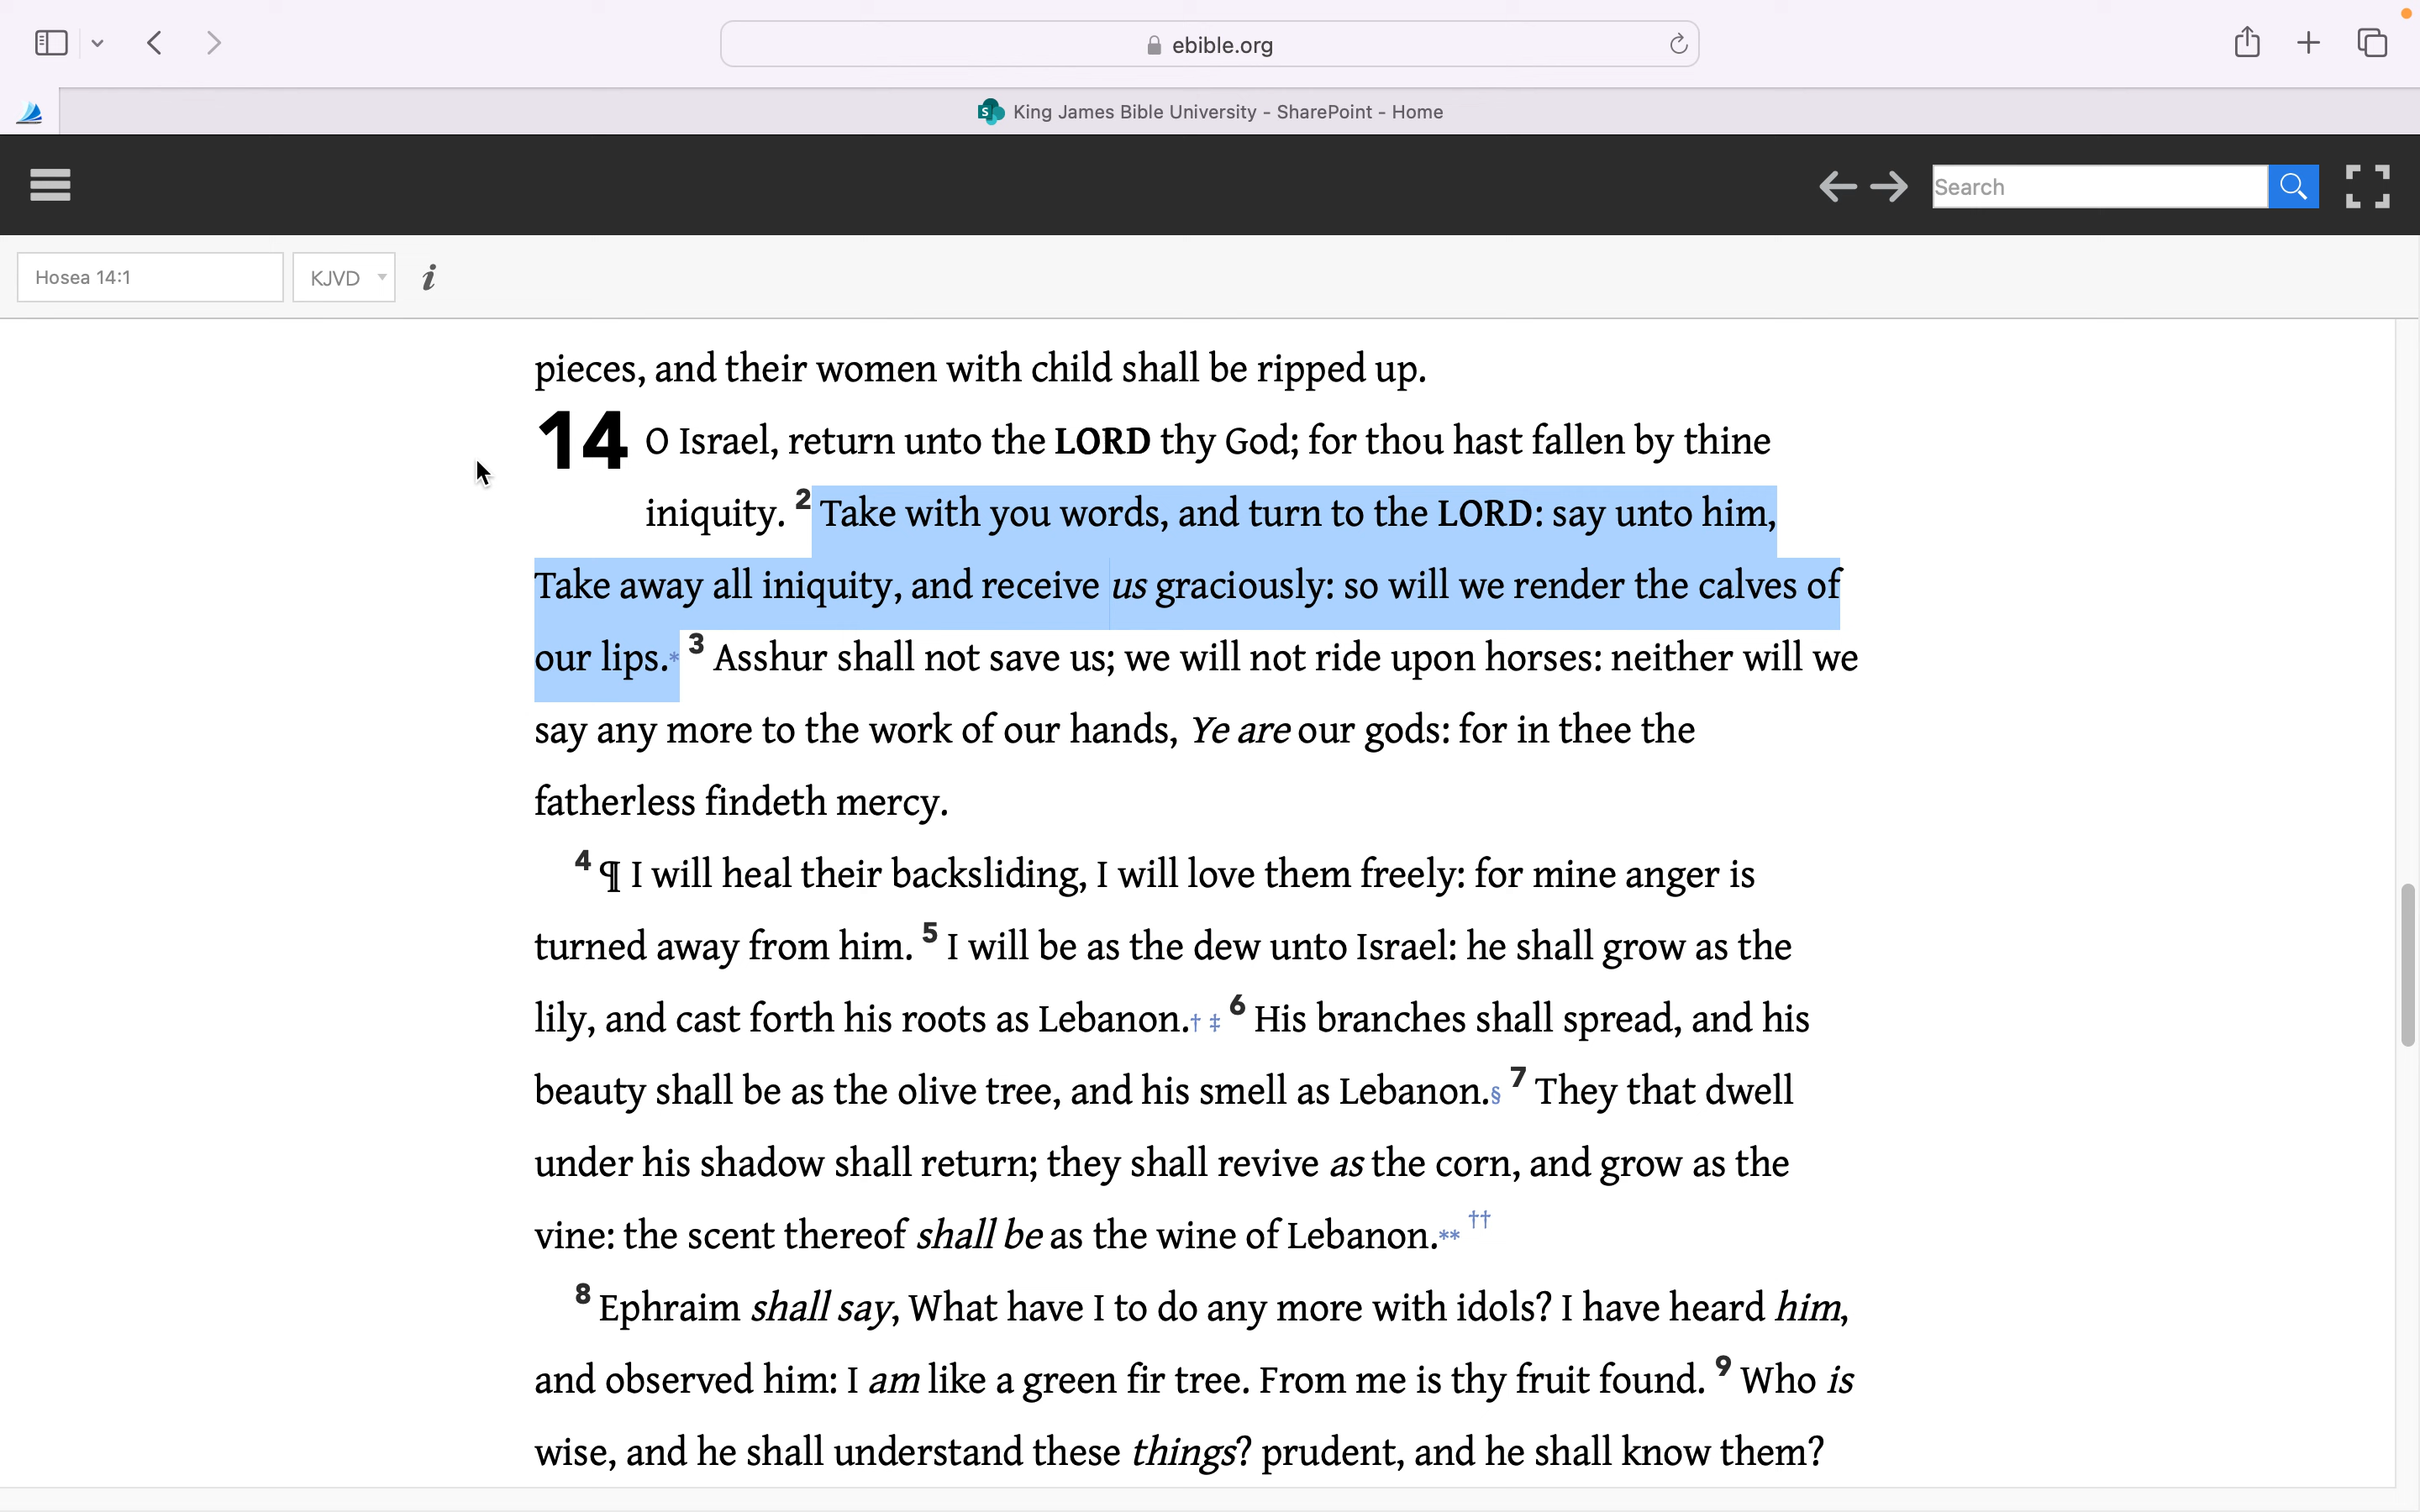 ebible.org
King James Bible University - SharePoint - Home
Search
Hosea 14:1 KJVD i
pieces, and their women with child shall be ripped up.
14 O Israel, return unto the LORD thy God; for thou hast fallen by thine
iniquity. 2 Take with you words, and turn to the LORD: say unto him,
Take away all iniquity, and receive us graciously: so will we render the calves of
our lips.* 3 Asshur shall not save us; we will not ride upon horses: neither will we
say any more to the work of our hands, Ye are our gods: for in thee the
fatherless findeth mercy.
4 ¶ I will heal their backsliding, I will love them freely: for mine anger is
turned away from him. 5 I will be as the dew unto Israel: he shall grow as the
lily, and cast forth his roots as Lebanon.† ‡ 6 His branches shall spread, and his
beauty shall be as the olive tree, and his smell as Lebanon.§ 7 They that dwell
under his shadow shall return; they shall revive as the corn, and grow as the
vine: the scent thereof shall be as the wine of Lebanon.** ††
8 Ephraim shall say, What have I to do any more with idols? I have heard him,
and observed him: I am like a green fir tree. From me is thy fruit found. 9 Who is
wise, and he shall understand these things? prudent, and he shall know them?